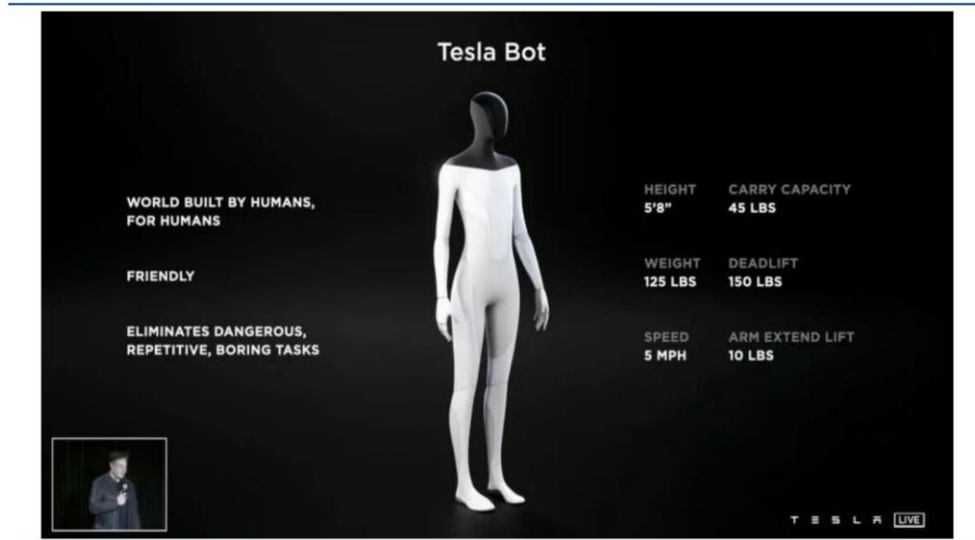 Tesla Bot
WORLD BUILT BY HUMANS,
FOR HUMANS
FRIENDLY
ELIMINATES DANGEROUS,
REPETITIVE, BORING TASKS
HEIGHT
5'8"
CARRY CAPACITY
45 LBS
WEIGHT
125 LBS
DEADLIFT
150 LBS
SPEED
5 MPH
ARM EXTEND LIFT
10 LBS
TESLA LIVE